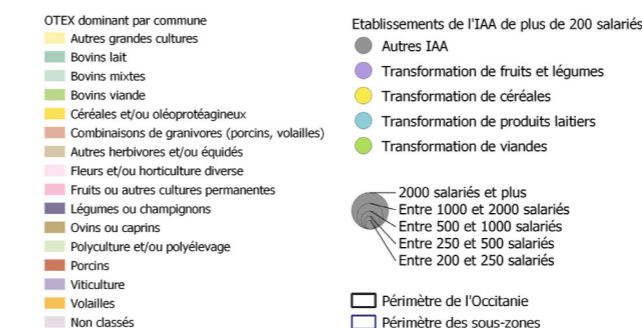 OTEX dominant par commune
Autres grandes cultures
Bovins lait
Bovins mixtes
Bovins viande
Céréales et/ou oléoprotéagineux
Combinaisons de granivores (porcins, volailles)
Autres herbivores et/ou équidés
Fleurs et/ou horticulture diverse
Fruits ou autres cultures permanentes
Légumes ou champignons
Ovins ou caprins
Polyculture et/ou polyélevage
Porcins
Viticulture
Volailles
Non classés
Etablissements de l'IAA de plus de 200 salariés
Autres IAA
Transformation de fruits et légumes
Transformation de céréales
Transformation de produits laitiers
Transformation de viandes
2000 salariés et plus
Entre 1000 et 2000 salariés
Entre 500 et 1000 salariés
Entre 250 et 500 salariés
Entre 200 et 250 salariés
Périmètre de l'Occitanie
Périmètre des sous-zones